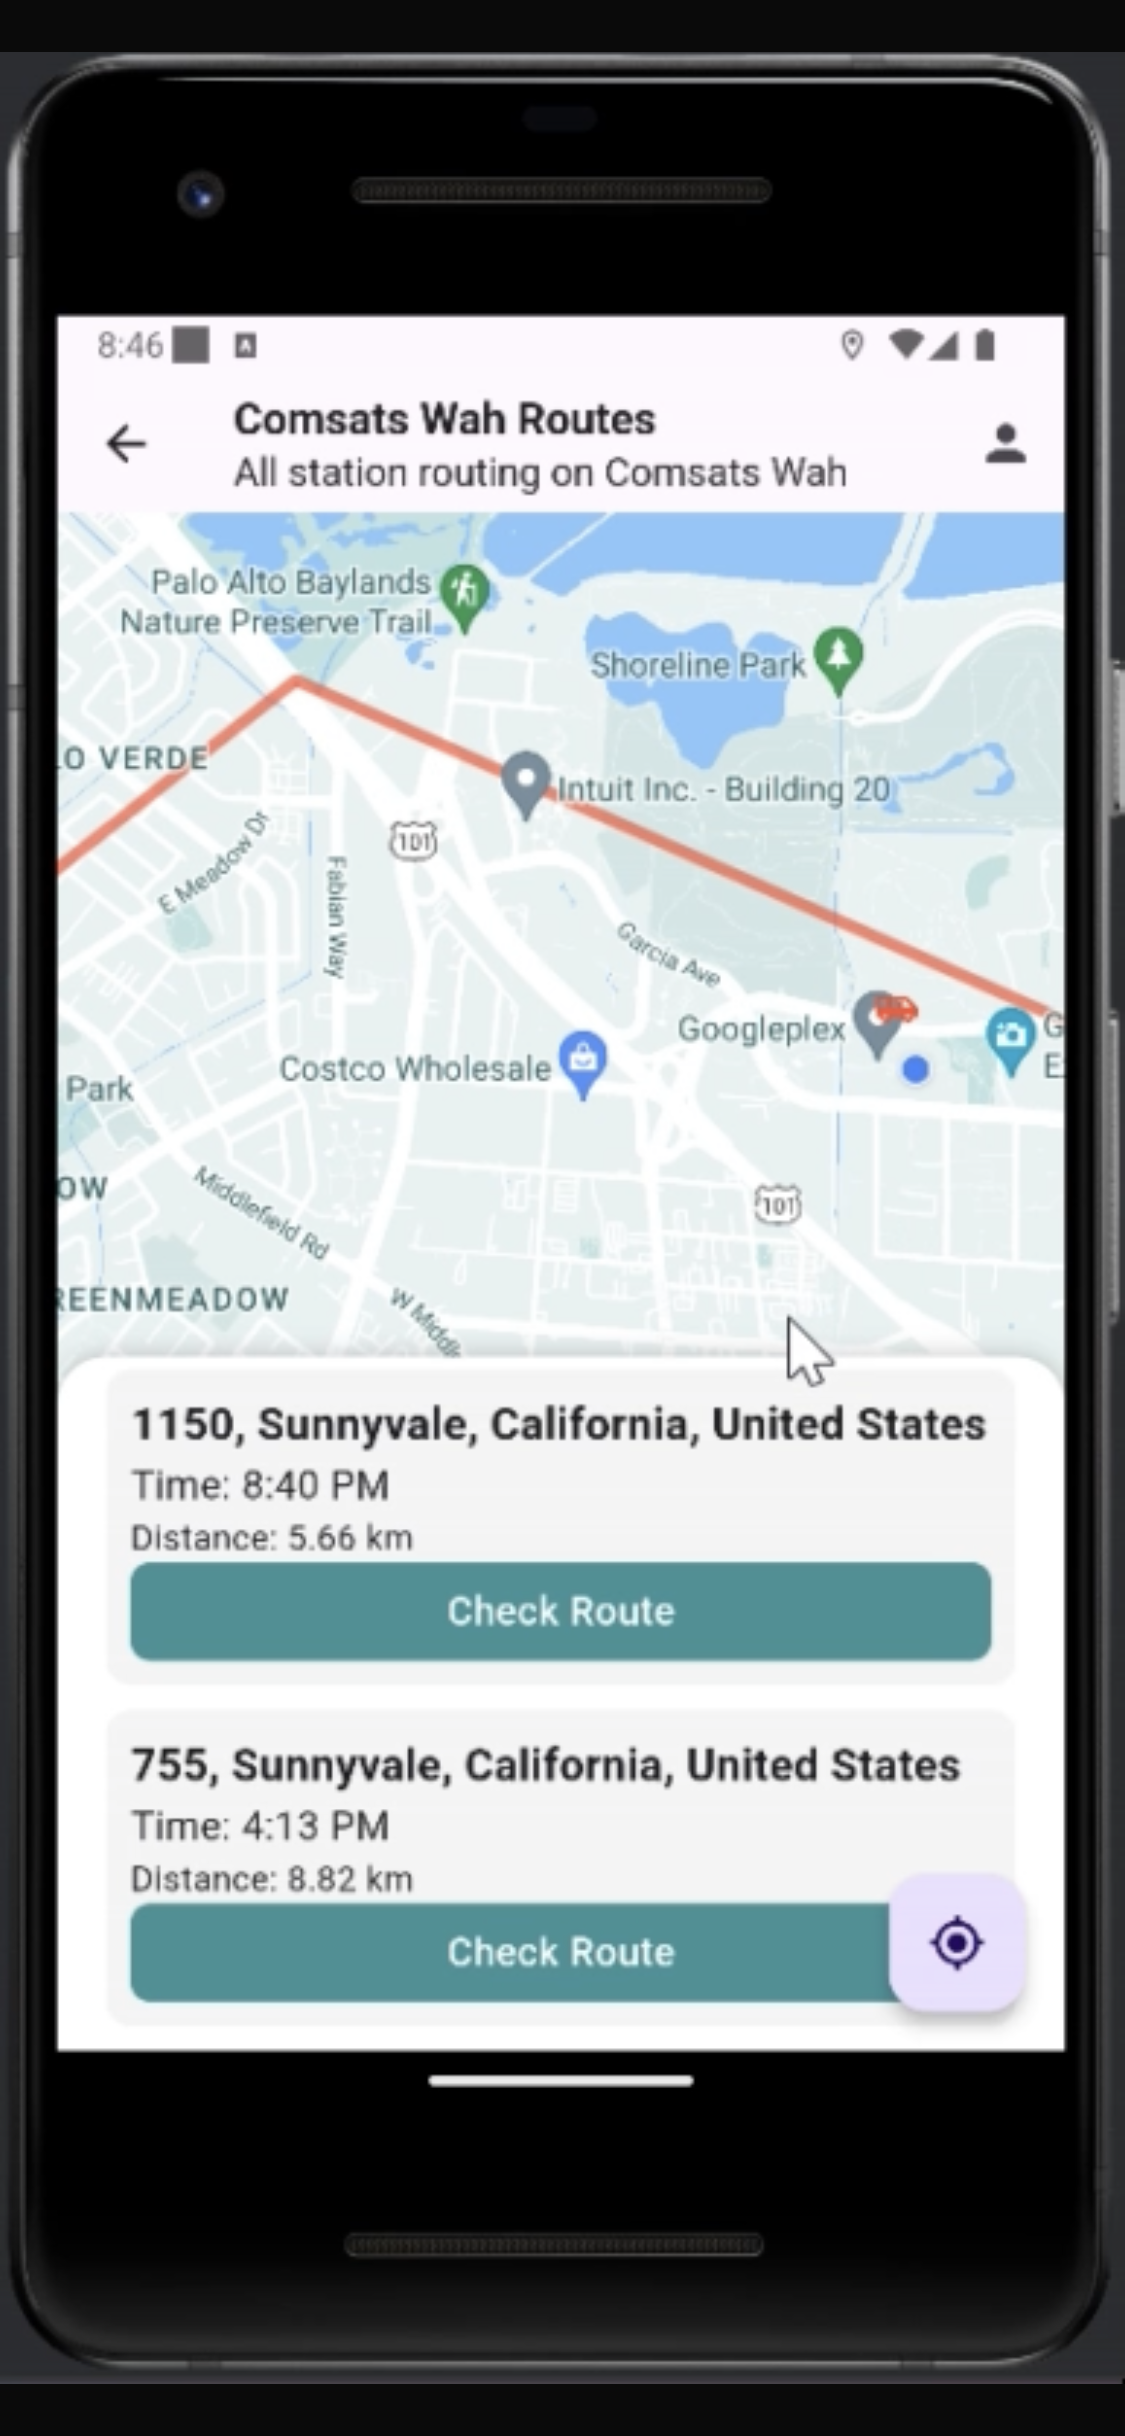 8:46
Comsats Wah Routes
All station routing on Comsats Wah
Palo Alto Baylands
Nature Preserve Trail
Shoreline Park
LO VERDE
Intuit Inc. - Building 20
101
E Meadow Dr
Fabian Way
Garcia Ave
Googleplex
G
E
Costco Wholesale
Park
OW
Middlefield Rd
101
REENMEADOW
W Middle
1150, Sunnyvale, California, United States
Time: 8:40 PM
Distance: 5.66 km
Check Route
755, Sunnyvale, California, United States
Time: 4:13 PM
Distance: 8.82 km
Check Route